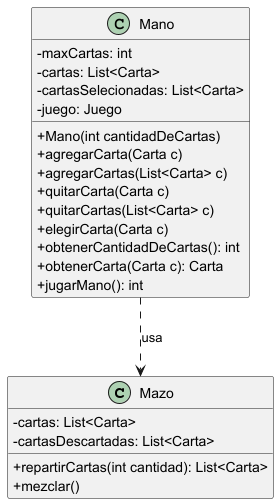 C Mano
-maxCartas: int
-cartas: List<Carta>
-cartasSelecionadas: List<Carta>
-juego: Juego
+Mano(int cantidadDeCartas)
+agregarCarta(Carta c)
+agregarCartas(List<Carta> c)
+quitarCarta(Carta c)
+quitarCartas(List<Carta> c)
+elegirCarta(Carta c)
+obtenerCantidadDeCartas(): int
+obtenerCarta(Carta c): Carta
+jugarMano(): int
usa
C Mazo
-cartas: List<Carta>
-cartasDescartadas: List<Carta>
+repartirCartas(int cantidad): List<Carta>
+mezclar()